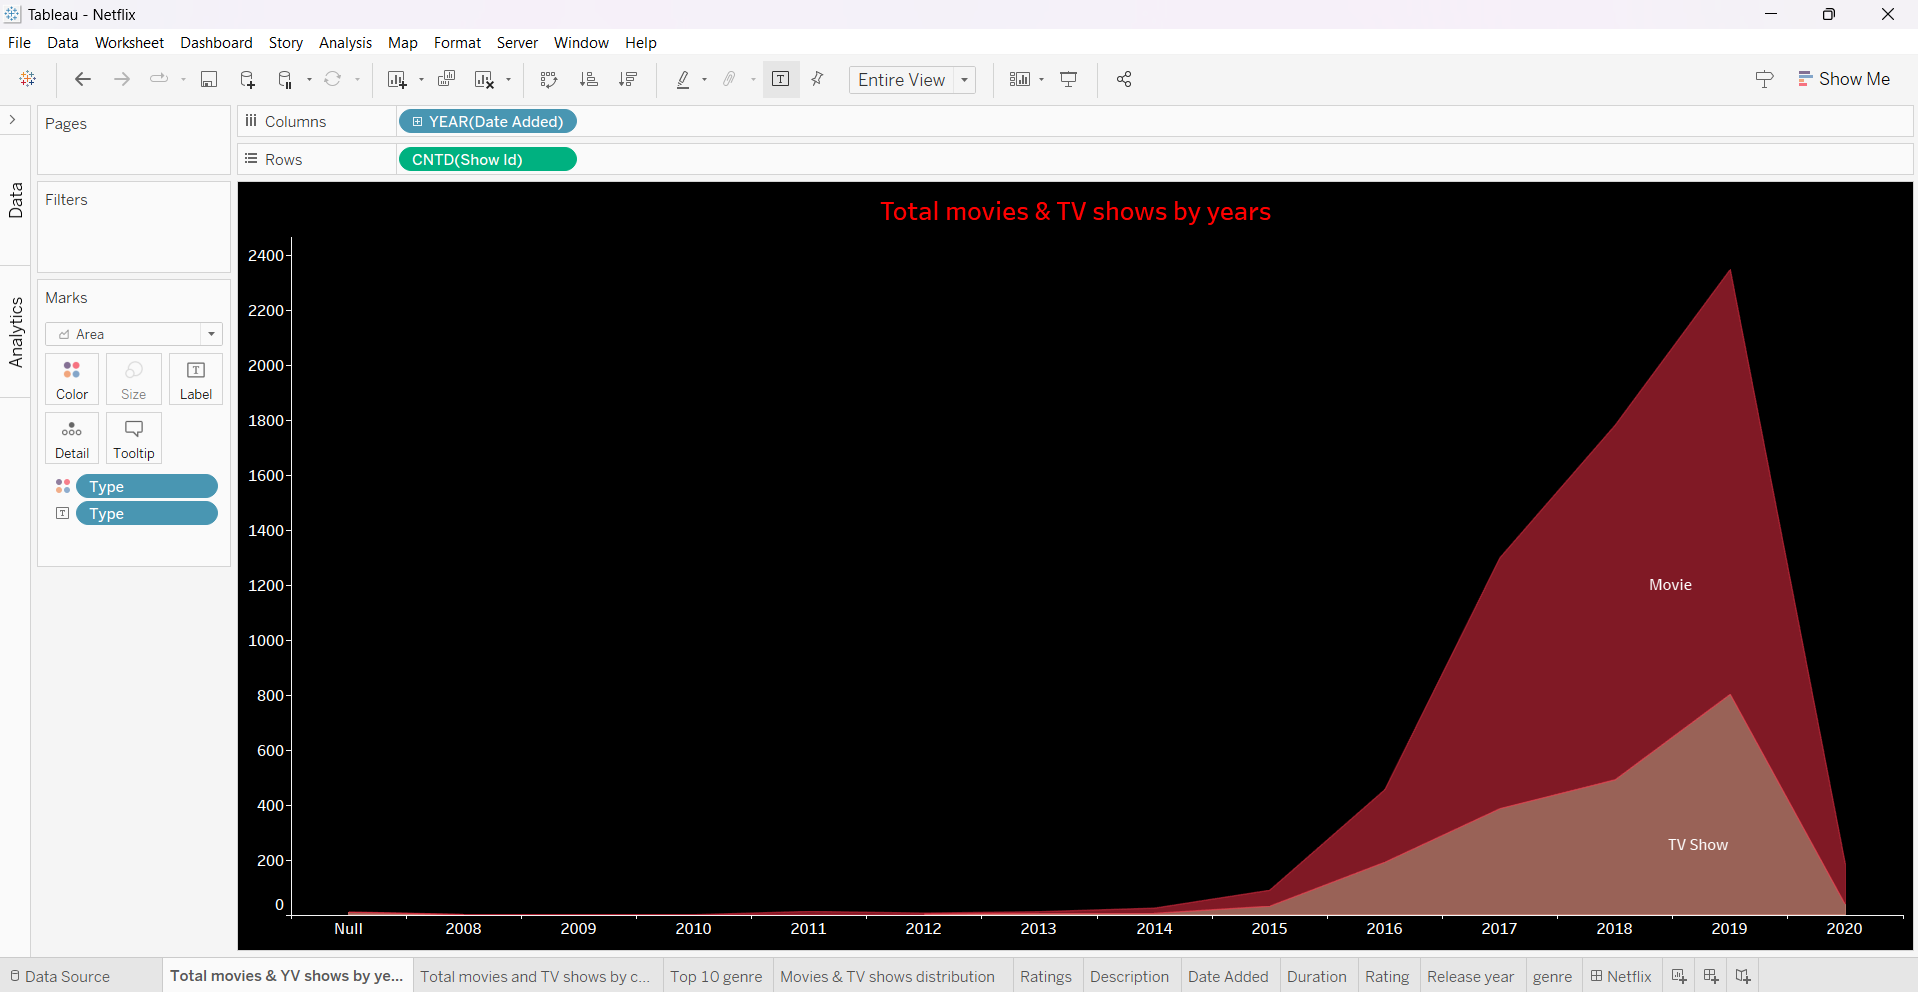 Tableau - Netflix
File Data Worksheet Dashboard Story Analysis Map Format Server Window Help
Entire View
Show Me
Pages
Columns
YEAR(Date Added)
Rows
CNTD(Show Id)
Data
Filters
Analytics
Marks
Area
Color
Size
Label
Detail
Tooltip
Type
Type
Total movies & TV shows by years
2400
2200
2000
1800
1600
1400
1200
1000
800
600
400
200
0
Movie
TV Show
Null 2008 2009 2010 2011 2012 2013 2014 2015 2016 2017 2018 2019 2020
Data Source Total movies & YV shows by ye... Total movies and TV shows by c... Top 10 genre Movies & TV shows distribution Ratings Description Date Added Duration Rating Release year genre Netflix